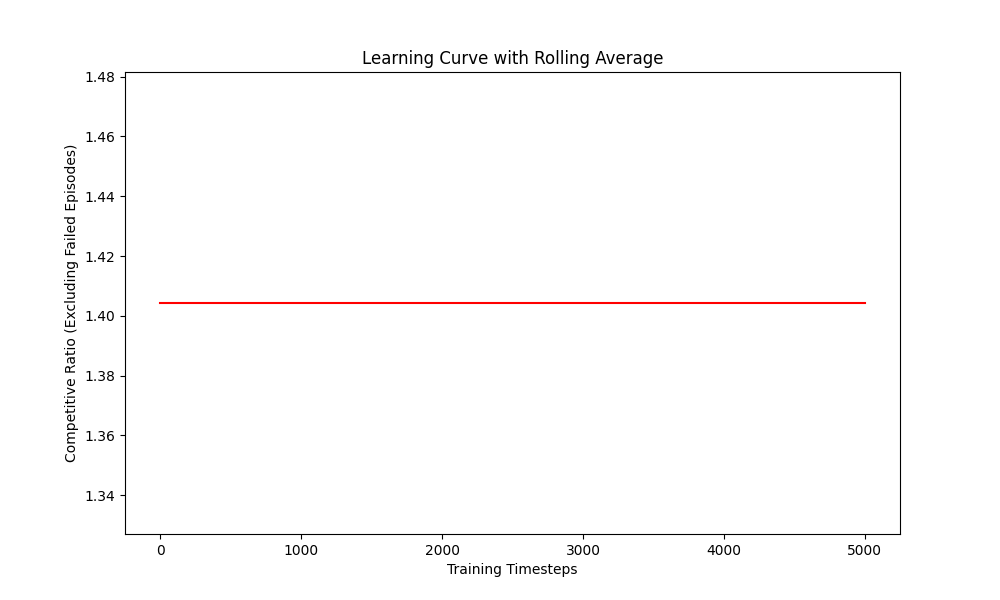 Learning Curve with Rolling Average
1.48
1.46
1.44
1.42
1.40
1.38
1.36
1.34
Competitive Ratio (Excluding Failed Episodes)
0 1000 2000 3000 4000 5000
Training Timesteps